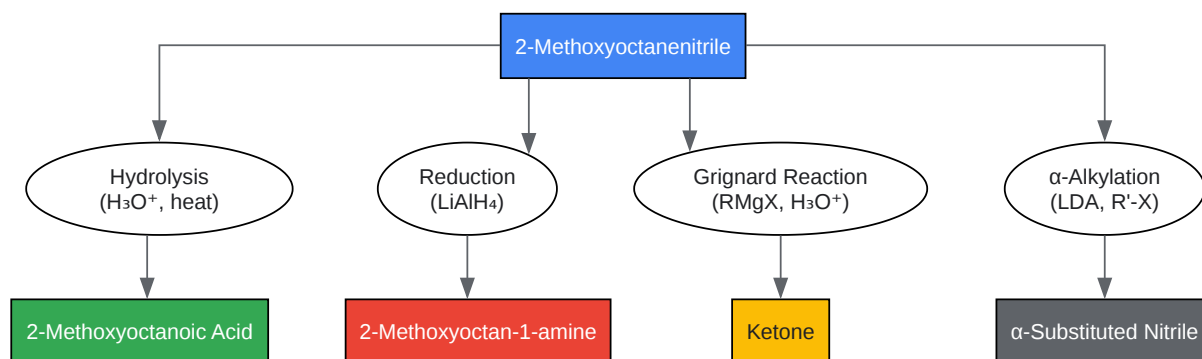 2-Methoxyoctanenitrile
Hydrolysis
(H₃O⁺, heat)
Reduction
(LiAlH₄)
Grignard Reaction
(RMgX, H₃O⁺)
α-Alkylation
(LDA, R'-X)
2-Methoxyoctanoic Acid
2-Methoxyoctan-1-amine
Ketone
α-Substituted Nitrile